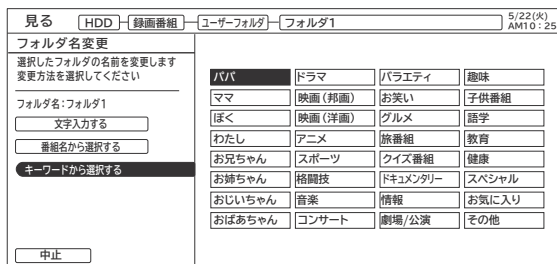 見る HDD 録画番組 ユーザーフォルダ フォルダ1 5/22(火)
AM10:25
フォルダ名変更
選択したフォルダの名前を変更します
変更方法を選択してください
フォルダ名:フォルダ1
文字入力する
番組名から選択する
キーワードから選択する
中止
パパ ドラマ バラエティ 趣味
ママ 映画(邦画) お笑い 子供番組
ぼく 映画(洋画) グルメ 語学
わたし アニメ 旅番組 教育
お兄ちゃん スポーツ クイズ番組 健康
お姉ちゃん 格闘技 ドキュメンタリー スペシャル
おじいちゃん 音楽 情報 お気に入り
おばあちゃん コンサート 劇場/公演 その他